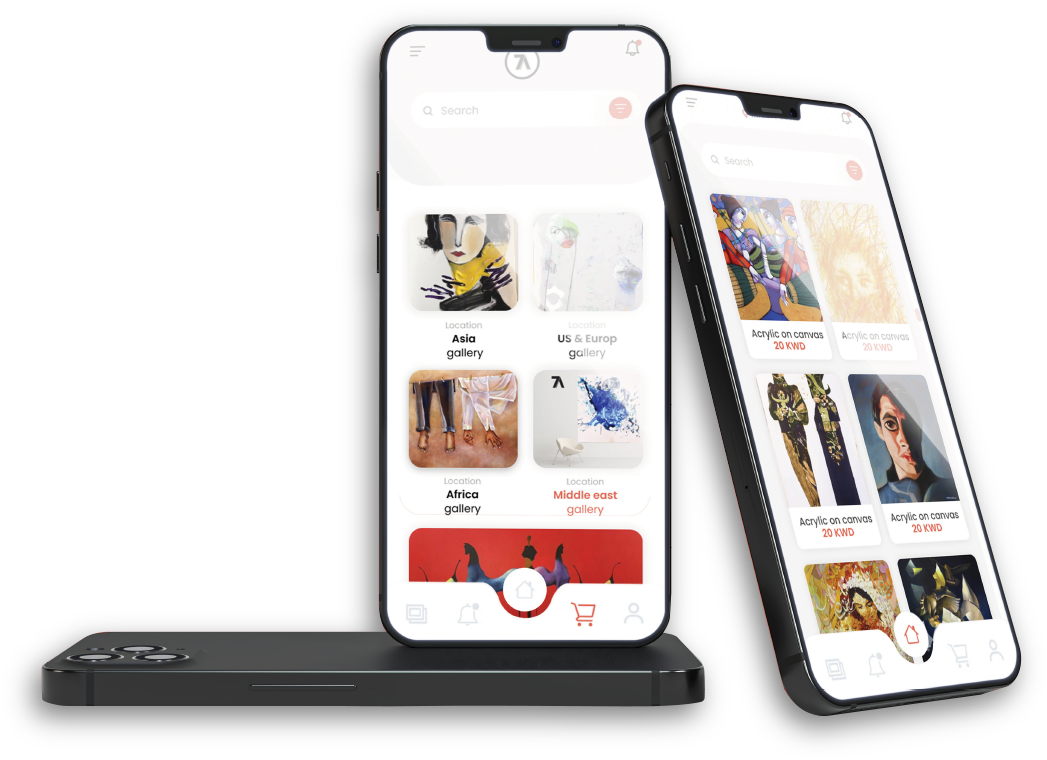 Search
Location
Asia
gallery
Location
US & Europ
gallery
Location
Africa
gallery
Location
Middle east
gallery
Search
Acrylic on canvas
20 KWD
Acrylic on canvas
20 KWD
Acrylic on canvas
20 KWD
Acrylic on canvas
20 KWD